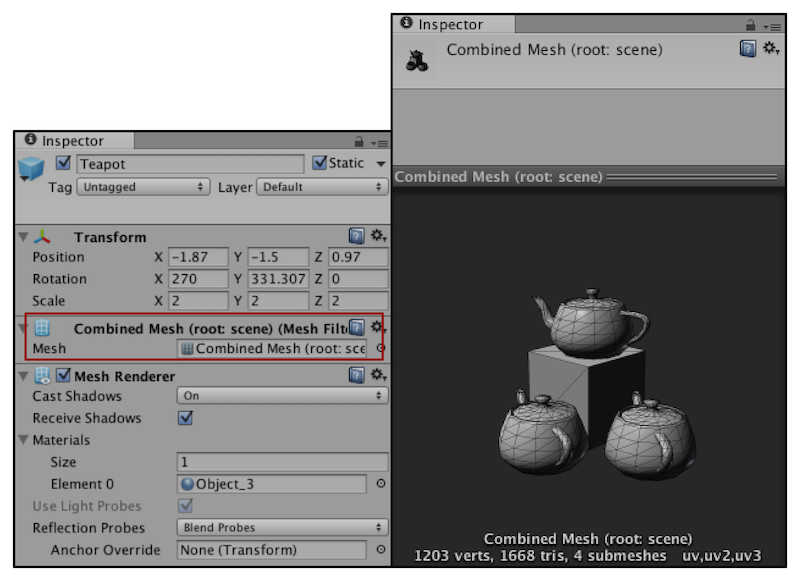 Inspector
Teapot
Static
Tag Untagged Layer Default
Transform
Position X -1.87 Y -1.5 Z 0.97
Rotation X 270 Y 331.307 Z 0
Scale X 2 Y 2 Z 2
Combined Mesh (root: scene) (Mesh Filte
Mesh Combined Mesh (root: sce
Mesh Renderer
Cast Shadows On
Receive Shadows
Materials
Size 1
Element 0 Object_3
Use Light Probes
Reflection Probes Blend Probes
Anchor Override None (Transform)
Inspector
Combined Mesh (root: scene)
Combined Mesh (root: scene)
Combined Mesh (root: scene)
1203 verts, 1668 tris, 4 submeshes uv,uv2,uv3